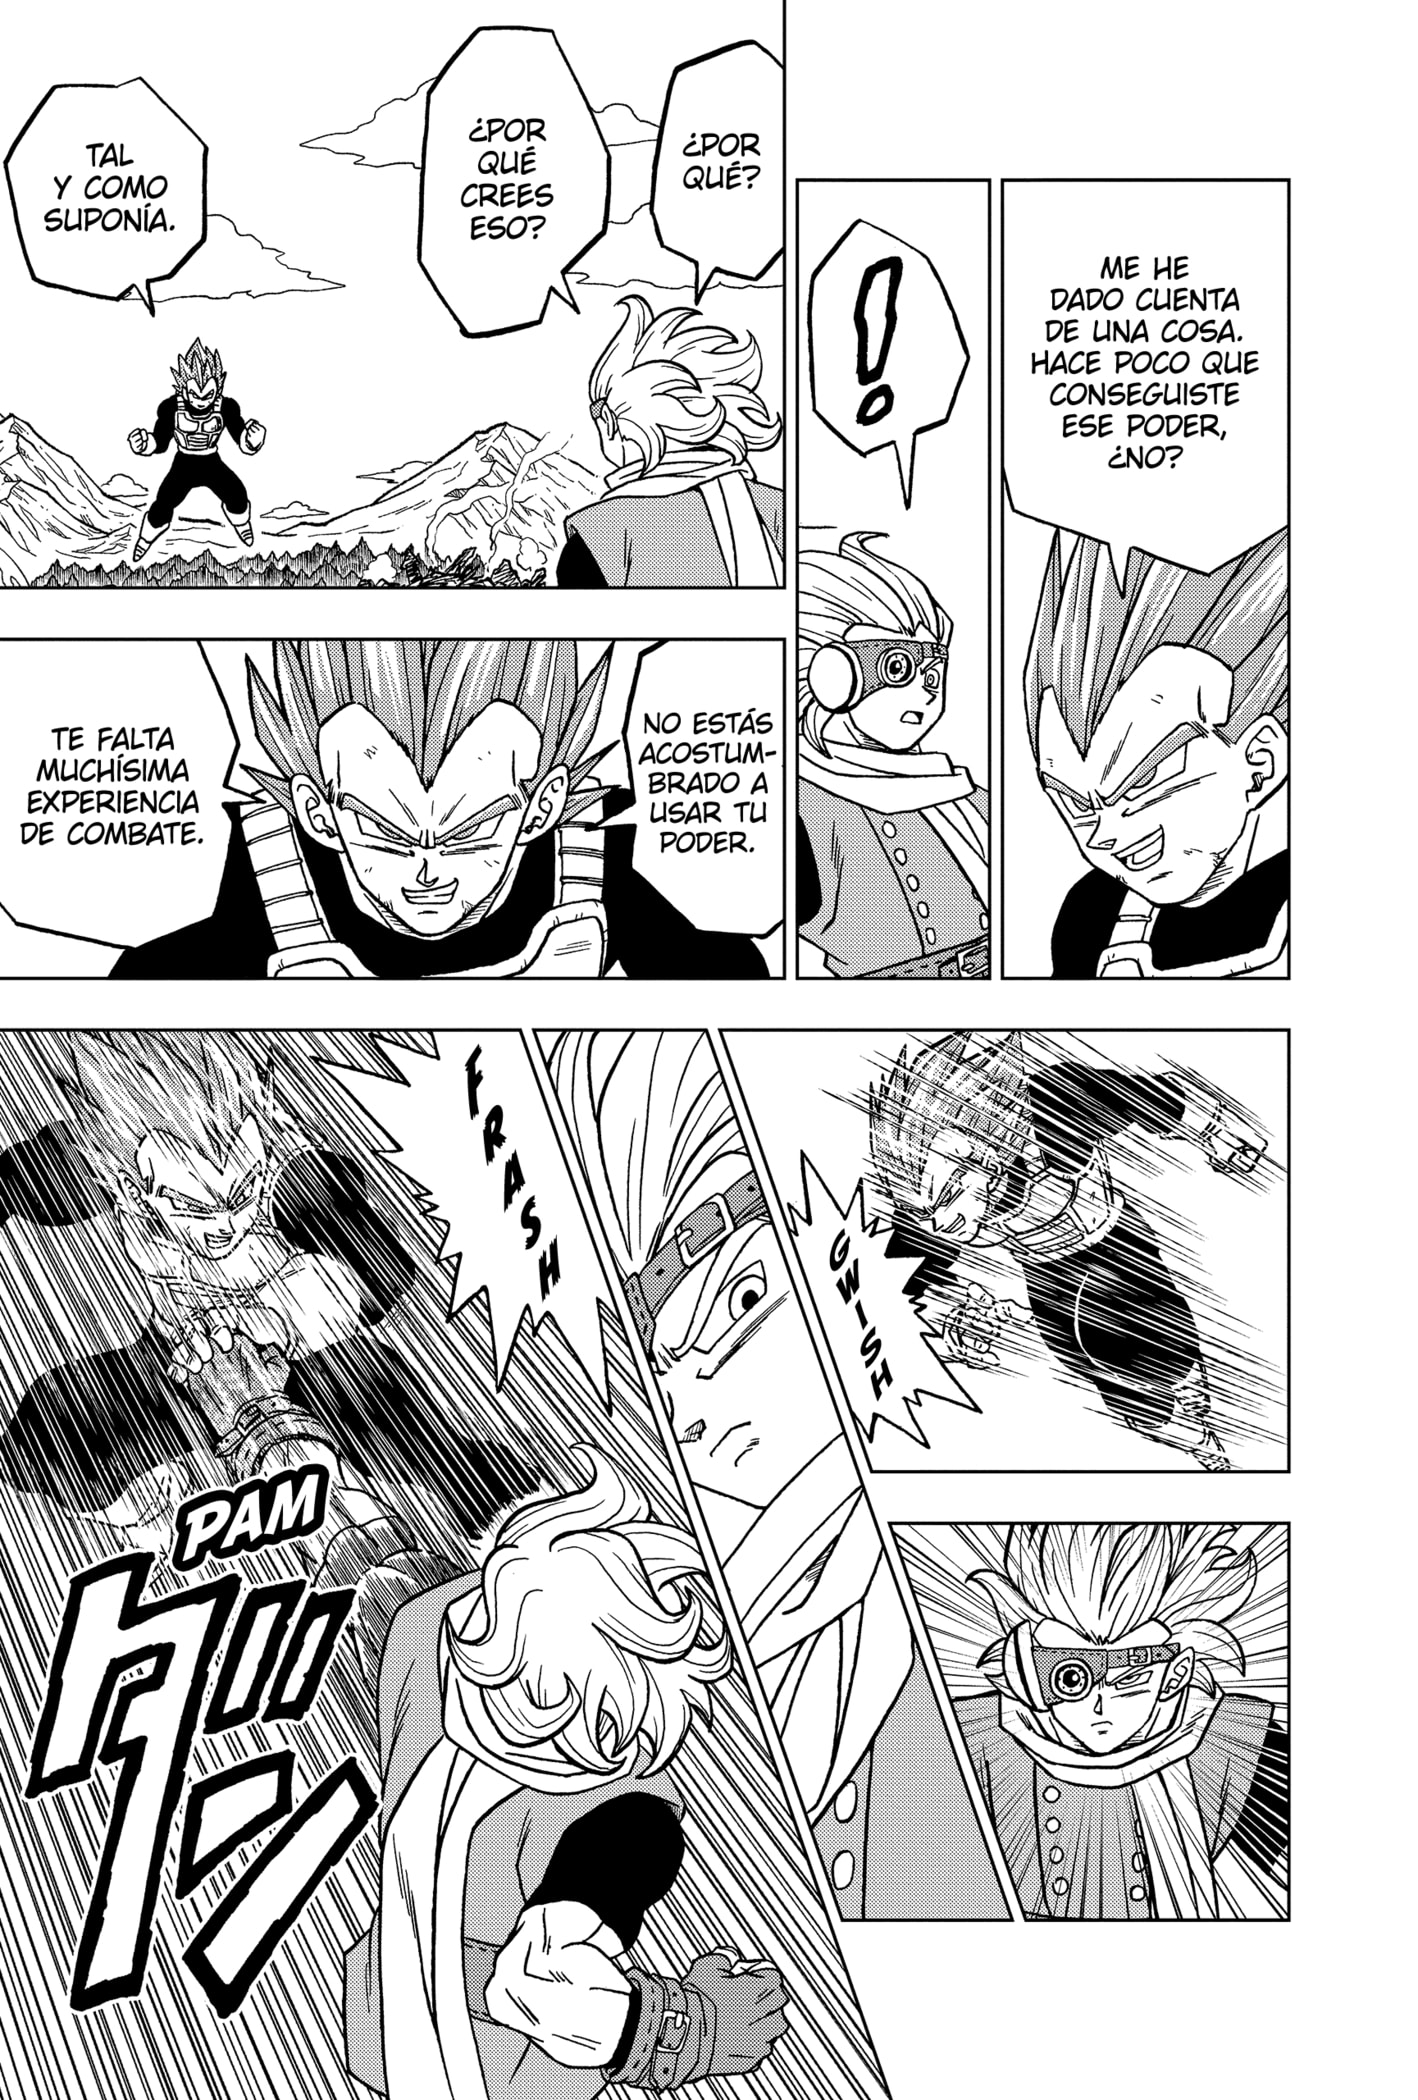 ME HE
DADO CUENTA
DE UNA COSA.
HACE POCO QUE
CONSEGUISTE
ESE PODER,
¿NO?
!
¿POR
QUÉ?
¿POR
QUÉ
CREES
ESO?
TAL
Y COMO
SUPONÍA.
NO ESTÁS
ACOSTUM-
BRADO A
USAR TU
PODER.
TE FALTA
MUCHÍSIMA
EXPERIENCIA
DE COMBATE.
GWISH
FRASH
PAM
ダンッ